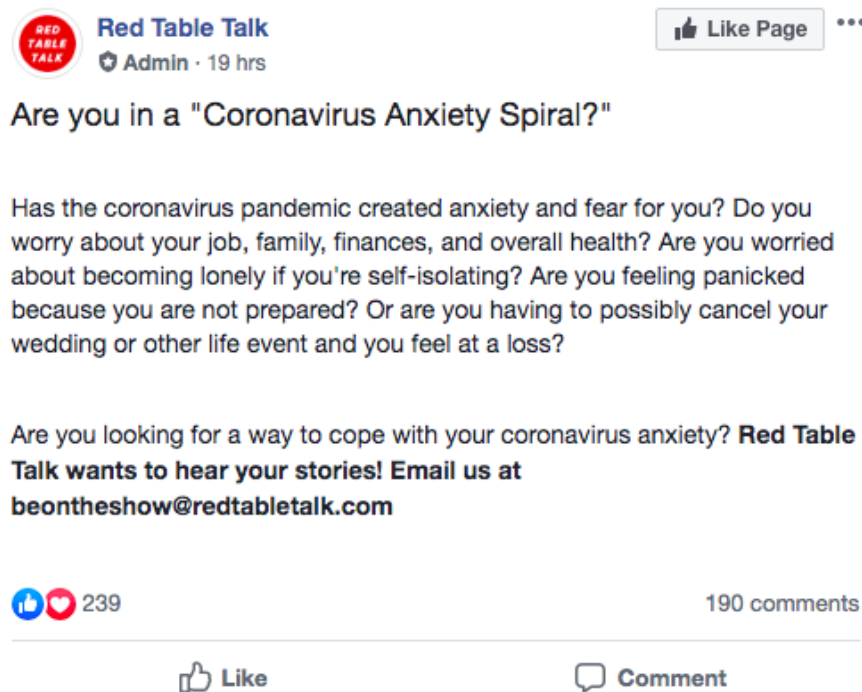 RED
TABLE
TALK
Red Table Talk
Admin · 19 hrs
Like Page
Are you in a "Coronavirus Anxiety Spiral?"
Has the coronavirus pandemic created anxiety and fear for you? Do you
worry about your job, family, finances, and overall health? Are you worried
about becoming lonely if you're self-isolating? Are you feeling panicked
because you are not prepared? Or are you having to possibly cancel your
wedding or other life event and you feel at a loss?
Are you looking for a way to cope with your coronavirus anxiety? Red Table
Talk wants to hear your stories! Email us at
beontheshow@redtabletalk.com
239
190 comments
Like
Comment